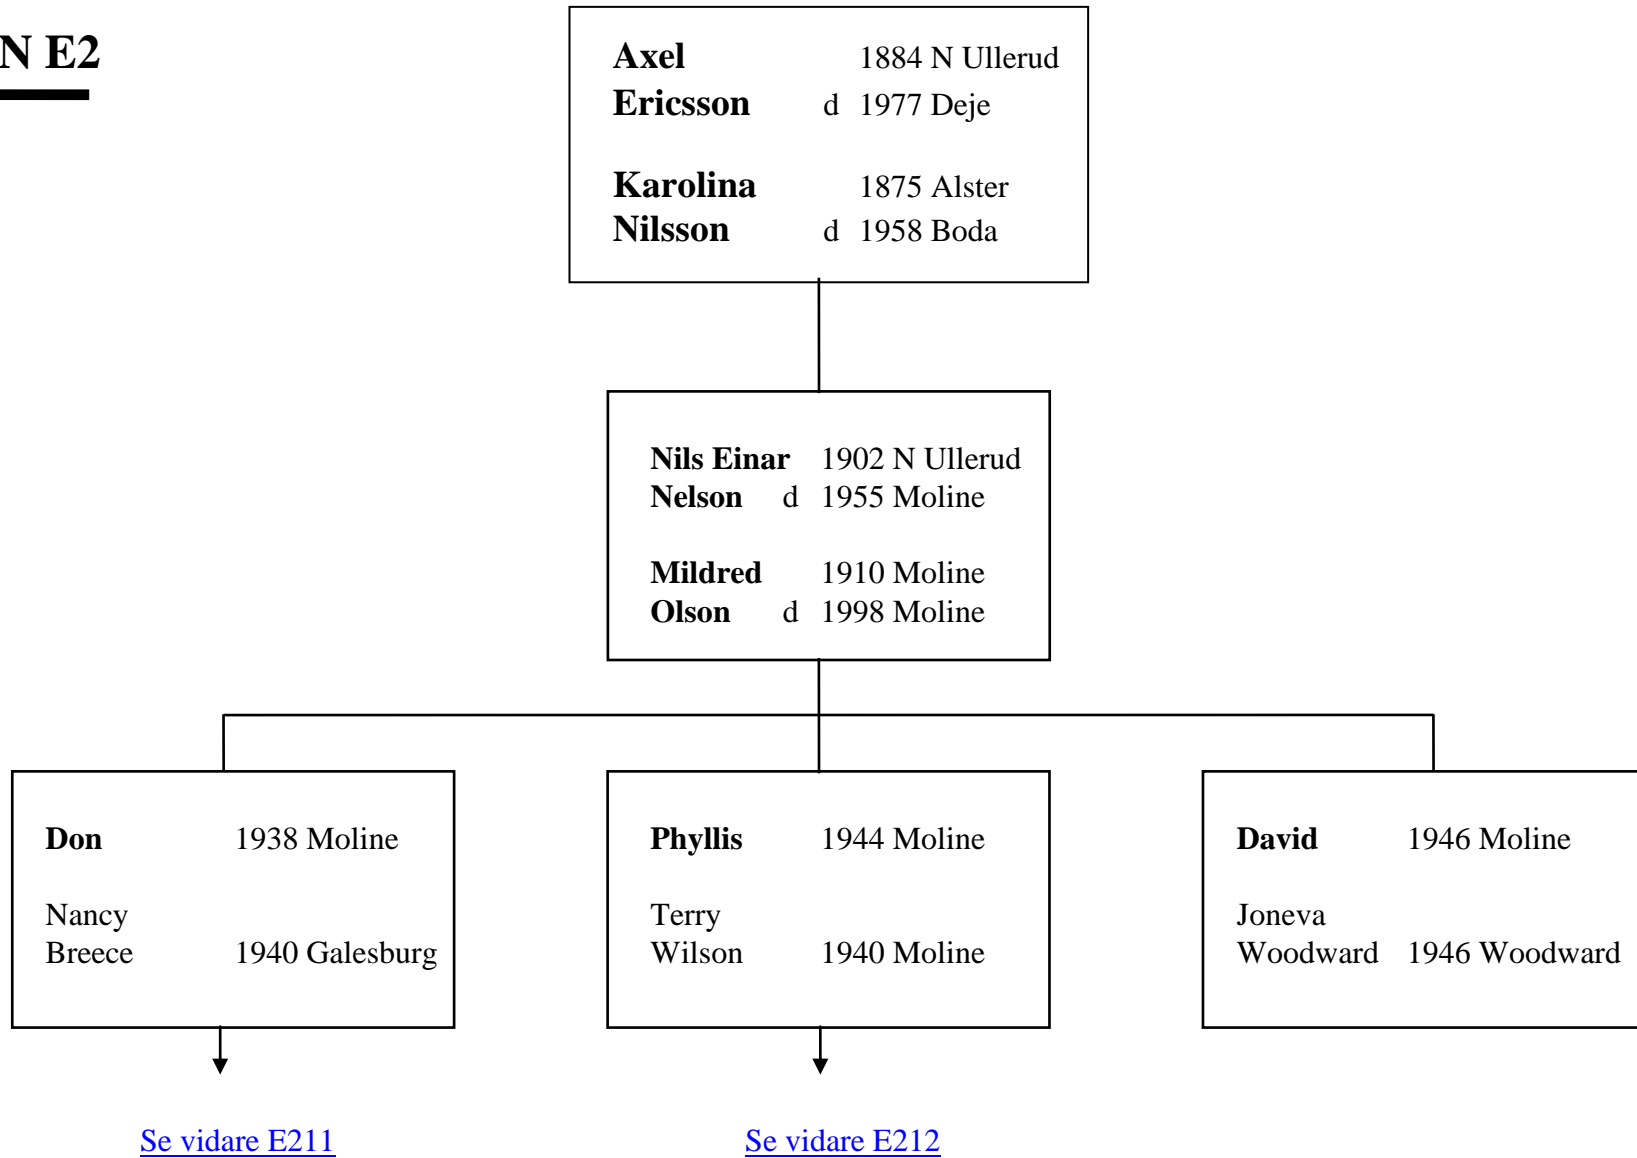 N E2
Axel 1884 N Ullerud
Ericsson d 1977 Deje
Karolina 1875 Alster
Nilsson d 1958 Boda
Nils Einar 1902 N Ullerud
Nelson d 1955 Moline
Mildred 1910 Moline
Olson d 1998 Moline
Don 1938 Moline
Nancy
Breece 1940 Galesburg
Phyllis 1944 Moline
Terry
Wilson 1940 Moline
David 1946 Moline
Joneva
Woodward 1946 Woodward
Se vidare E211
Se vidare E212